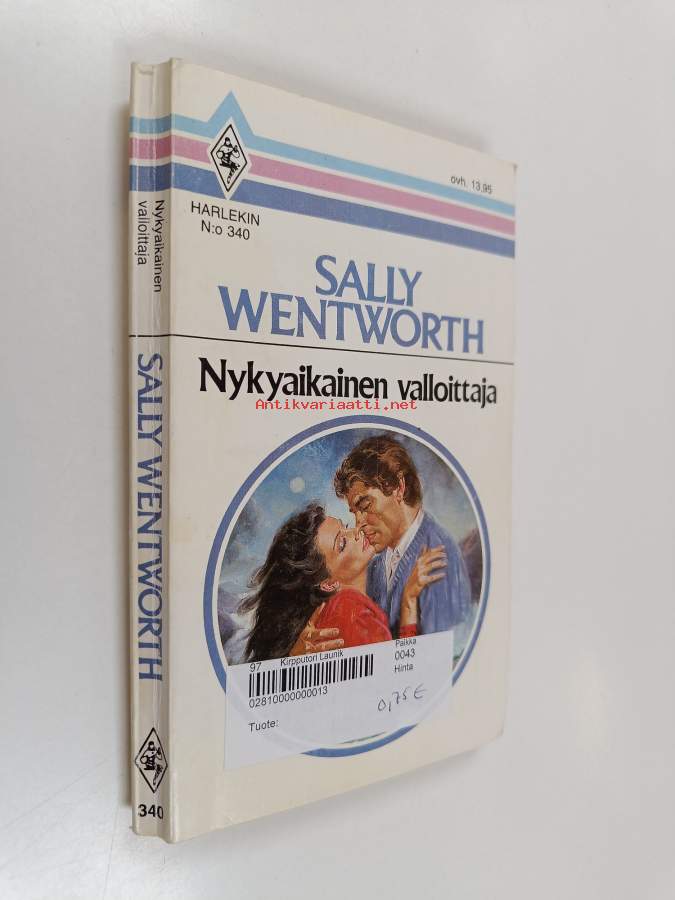 ovh. 13,95
HARLEKIN
N:o 340
SALLY
WENTWORTH
Nykyaikainen valloittaja
Antikvariaatti.net
97 Kirpputori Launik
Paikka
0043
Hinta
02810000000013
0,75 €
Tuote:
Nykyaikainen
valloittaja
SALLY WENTWORTH
340